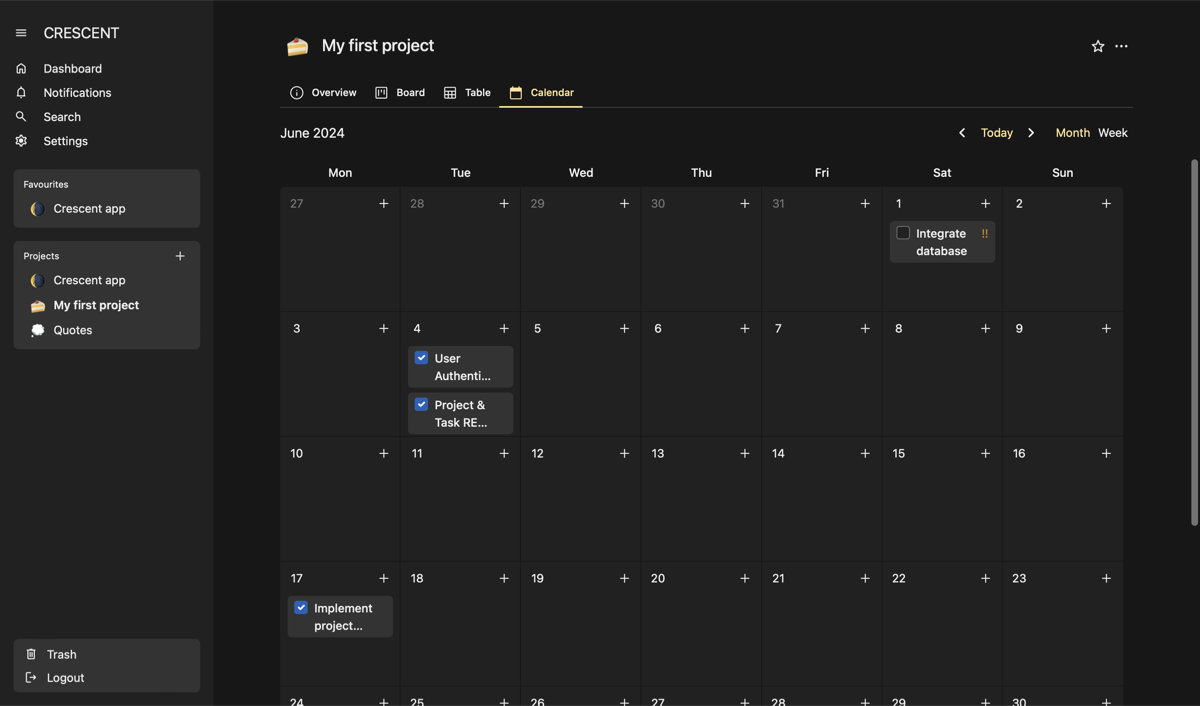 CRESCENT
Dashboard
Notifications
Search
Settings
Favourites
Crescent app
Projects +
Crescent app
My first project
Quotes
Trash
Logout
My first project
Overview Board Table Calendar
June 2024
Today Month Week
Mon Tue Wed Thu Fri Sat Sun
27 + 28 + 29 + 30 + 31 + 1 + 2 +
Integrate !!
database
3 + 4 + 5 + 6 + 7 + 8 + 9 +
User
Authenti...
Project &
Task RE...
10 + 11 + 12 + 13 + 14 + 15 + 16 +
17 + 18 + 19 + 20 + 21 + 22 + 23 +
Implement
project...
24 + 25 + 26 + 27 + 28 + 29 + 30 +